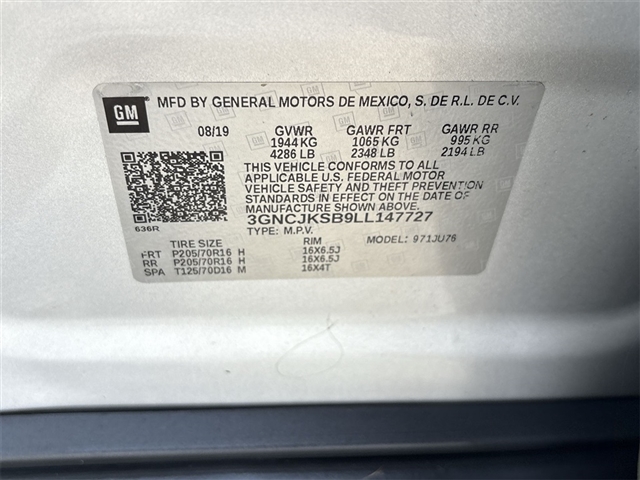 GM MFD BY GENERAL MOTORS DE MEXICO, S. DE R.L. DE C.V.
08/19 GVWR GAWR FRT GAWR RR
1944 KG 1065 KG 995 KG
4286 LB 2348 LB 2194 LB
THIS VEHICLE CONFORMS TO ALL
APPLICABLE U.S. FEDERAL MOTOR
VEHICLE SAFETY AND THEFT PREVENTION
STANDARDS IN EFFECT ON THE DATE OF
MANUFACTURE SHOWN ABOVE.
3GNCJKSB9LL147727
636R TYPE: M.P.V. MODEL: 971JU76
TIRE SIZE RIM
FRT P205/70R16 H 16X6.5J
RR P205/70R16 H 16X6.5J
SPA T125/70D16 M 16X4T